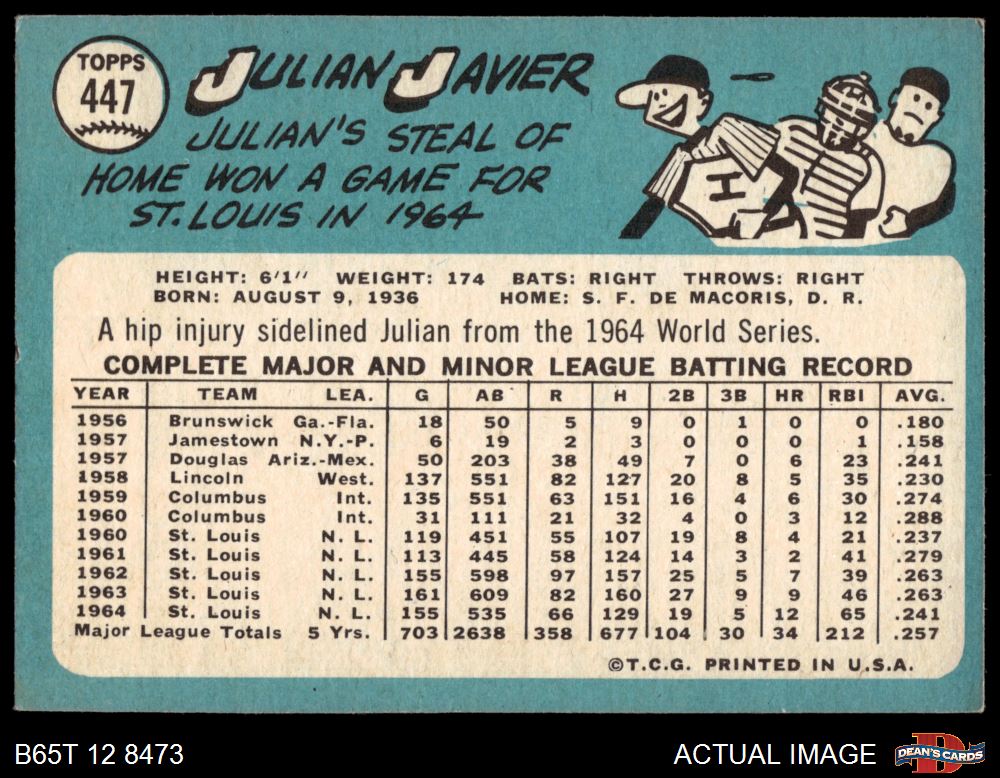 TOPPS
447
JULIAN JAVIER
JULIAN'S STEAL OF
HOME WON A GAME FOR
ST. LOUIS IN 1964
H
HEIGHT: 6'1" WEIGHT: 174 BATS: RIGHT THROWS: RIGHT
BORN: AUGUST 9, 1936 HOME: S. F. DE MACORIS, D. R.
A hip injury sidelined Julian from the 1964 World Series.
COMPLETE MAJOR AND MINOR LEAGUE BATTING RECORD
YEAR TEAM LEA. G AB R H 2B 3B HR RBI AVG.
1956 Brunswick Ga.-Fla. 18 50 5 9 0 1 0 0 .180
1957 Jamestown N.Y.-P. 6 19 2 3 0 0 0 1 .158
1957 Douglas Ariz.-Mex. 50 203 38 49 7 0 6 23 .241
1958 Lincoln West. 137 551 82 127 20 8 5 35 .230
1959 Columbus Int. 135 551 63 151 16 4 6 30 .274
1960 Columbus Int. 31 111 21 32 4 0 3 12 .288
1960 St. Louis N. L. 119 451 55 107 19 8 4 21 .237
1961 St. Louis N. L. 113 445 58 124 14 3 2 41 .279
1962 St. Louis N. L. 155 598 97 157 25 5 7 39 .263
1963 St. Louis N. L. 161 609 82 160 27 9 9 46 .263
1964 St. Louis N. L. 155 535 66 129 19 5 12 65 .241
Major League Totals 5 Yrs. 703 2638 358 677 104 30 34 212 .257
©T.C.G. PRINTED IN U.S.A.
B65T 12 8473 ACTUAL IMAGE DEAN'S CARDS